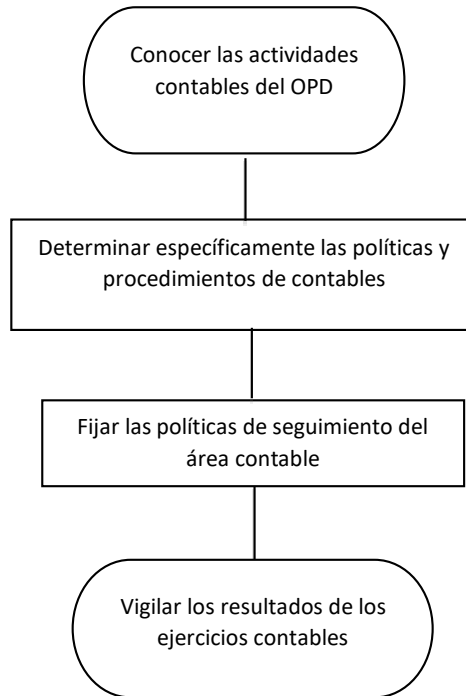 Conocer las actividades
contables del OPD
Determinar específicamente las políticas y
procedimientos de contables
Fijar las políticas de seguimiento del
área contable
Vigilar los resultados de los
ejercicios contables